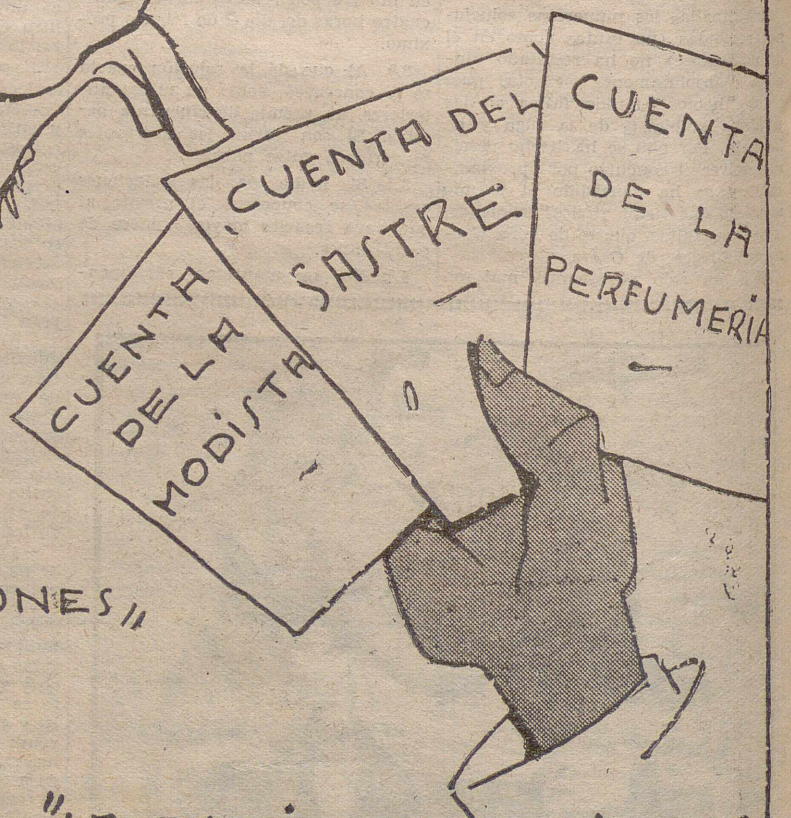 CUENTA
DE LA
MODISTA
CUENTA DEL
SASTRE
CUENTA
DE LA
PERFUMERIA
ONES„